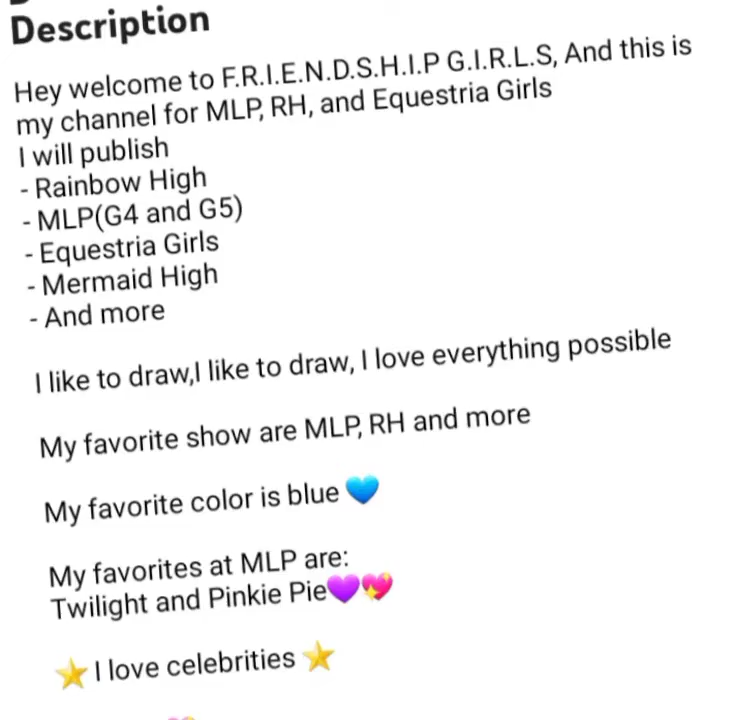 Description
Hey welcome to F.R.I.E.N.D.S.H.I.P G.I.R.L.S, And this is
my channel for MLP, RH, and Equestria Girls
I will publish
- Rainbow High
- MLP(G4 and G5)
- Equestria Girls
- Mermaid High
- And more
I like to draw,I like to draw, I love everything possible
My favorite show are MLP, RH and more
My favorite color is blue 💙
My favorites at MLP are:
Twilight and Pinkie Pie💜💖
⭐ I love celebrities ⭐